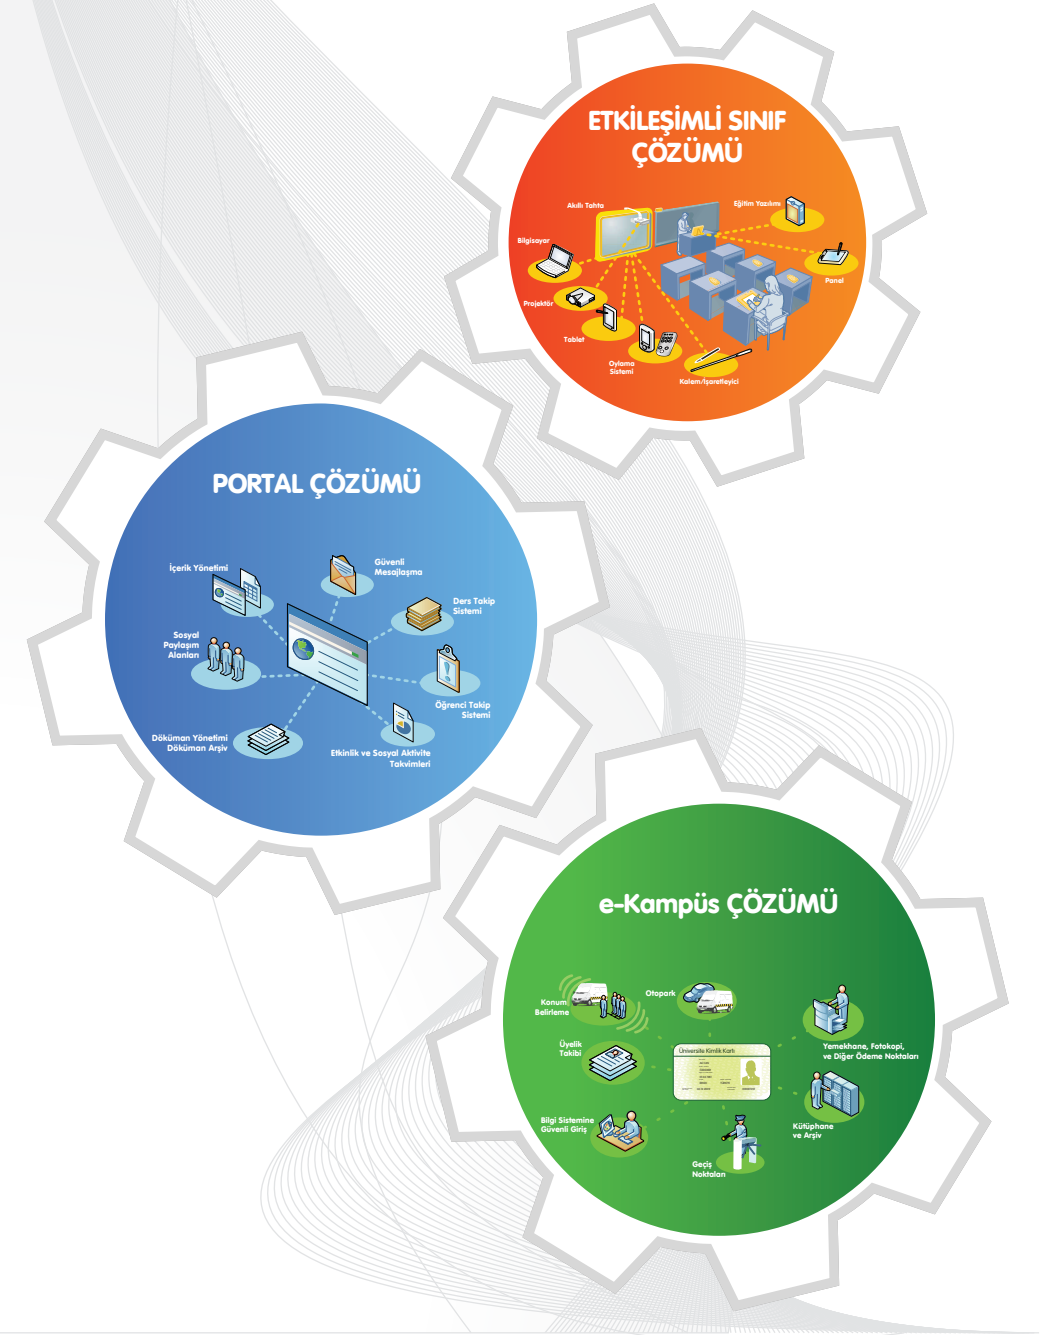 ETKİLEŞİMLİ SINIF
ÇÖZÜMÜ
Akıllı Tahta
Eğitim Yazılımı
Bilgisayar
Panel
Projektör
Tablet
Oylama
Sistemi
Kalem/İşaretleyici
PORTAL ÇÖZÜMÜ
İçerik Yönetimi
Güvenli
Mesajlaşma
Ders Takip
Sistemi
Sosyal
Paylaşım
Alanları
Öğrenci Takip
Sistemi
Döküman Yönetimi
Döküman Arşiv
Etkinlik ve Sosyal Aktivite
Takvimleri
e-Kampüs ÇÖZÜMÜ
Konum
Belirleme
Otopark
Yemekhane, Fotokopi,
ve Diğer Ödeme Noktaları
Üyelik
Takibi
Üniversite Kimlik Kartı
Bilgi Sistemine
Güvenli Giriş
Kütüphane
ve Arşiv
Geçiş
Noktaları